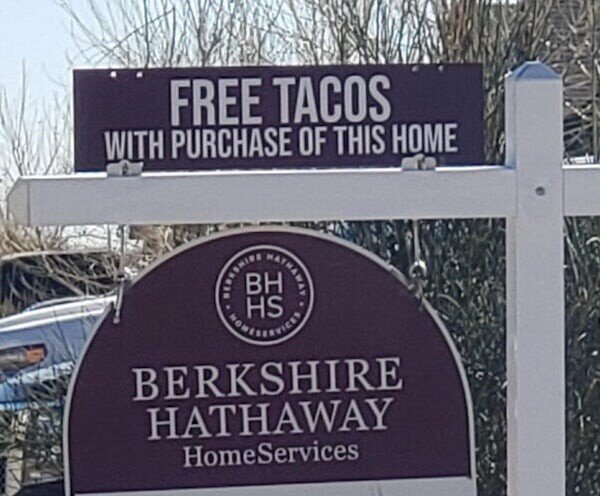 FREE TACOS
WITH PURCHASE OF THIS HOME
BERKSHIRE HATHAWAY
BH
HS
HOMESERVICES
BERKSHIRE
HATHAWAY
HomeServices